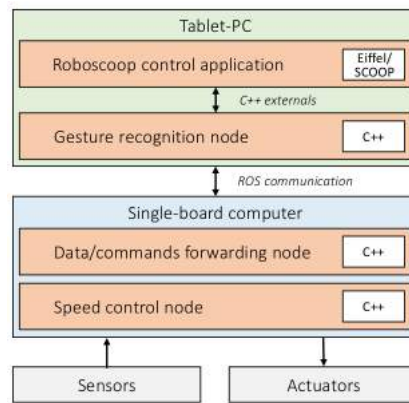 Tablet-PC
Roboscoop control application
Eiffel/
SCOOP
C++ externals
Gesture recognition node
C++
ROS communication
Single-board computer
Data/commands forwarding node
C++
Speed control node
C++
Sensors
Actuators